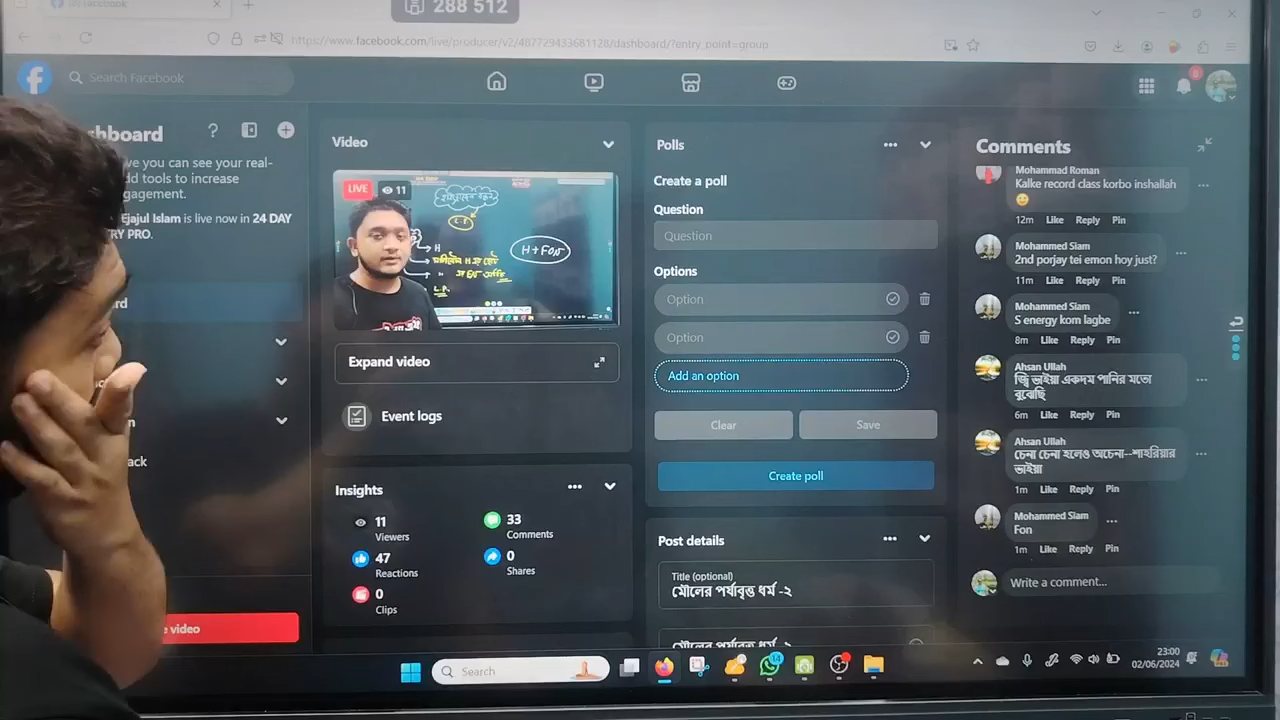 Facebook
288 512
https://www.facebook.com/live/producer/v2/487729433681128/dashboard/?entry_point=group
Search Facebook
8
shboard
ve you can see your real-
dd tools to increase
gagement.
Ejajul Islam is live now in 24 DAY
RY PRO.
rd
n
ack
e video
Video
LIVE
11
L.P
H
H + FON
L.P.
Expand video
Event logs
Insights
11
Viewers
33
Comments
47
Reactions
0
Shares
0
Clips
Polls
Create a poll
Question
Question
Options
Option
Option
Add an option
Clear
Save
Create poll
Post details
Title (optional)
মৌলের পর্যাবৃত্ত ধর্ম -২
মৌলের পর্যাবৃত্ত ধর্ম -২
Comments
Mohammad Roman
Kalke record class korbo inshallah
12m Like Reply Pin
Mohammed Siam
2nd porjay tei emon hoy just?
11m Like Reply Pin
Mohammed Siam
S energy kom lagbe
8m Like Reply Pin
Ahsan Ullah
জ্বি ভাইয়া একদম পানির মতো
বুঝেছি
6m Like Reply Pin
Ahsan Ullah
চেনা চেনা হলেও অচেনা--শাহরিয়ার
ভাইয়া
1m Like Reply Pin
Mohammed Siam
Fon
1m Like Reply Pin
Write a comment...
Search
14
23:00
02/06/2024